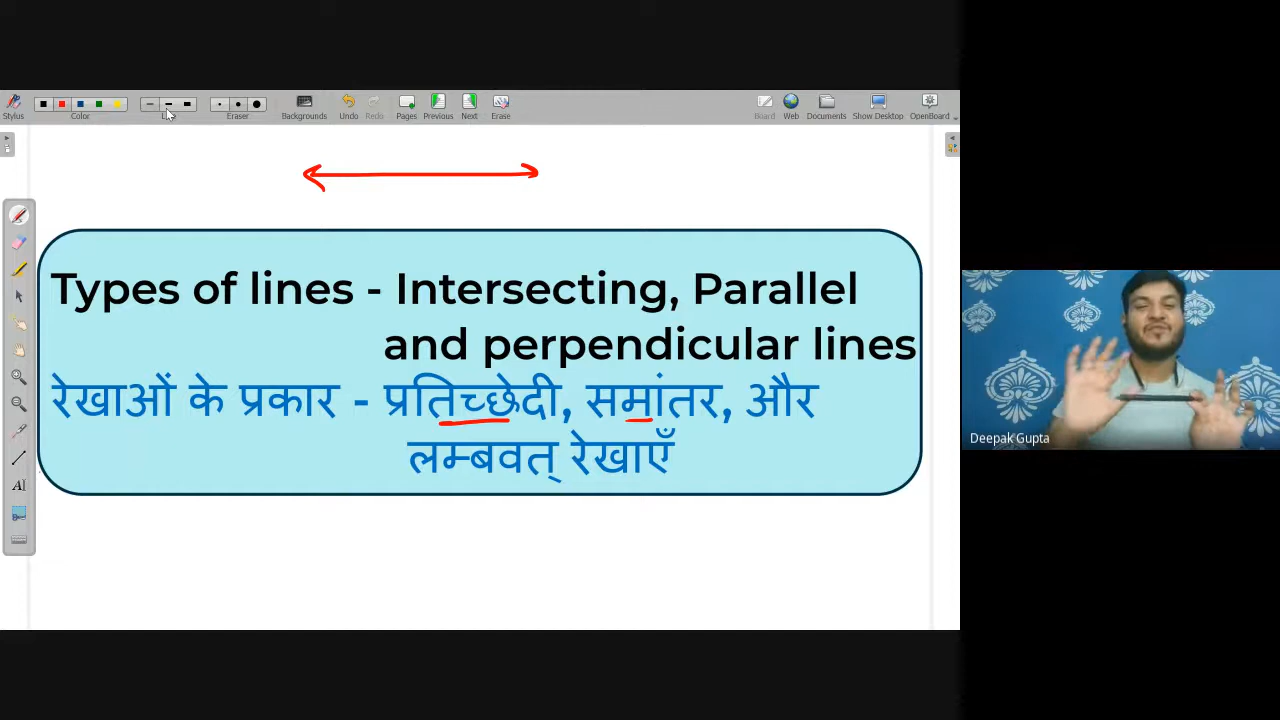 Stylus
Color
Eraser
Backgrounds
Undo
Redo
Pages
Previous
Next
Erase
Board
Web
Documents
Show Desktop
OpenBoard
Types of lines - Intersecting, Parallel
and perpendicular lines
रेखाओं के प्रकार - प्रतिच्छेदी, समांतर, और
लम्बवत् रेखाएँ
Deepak Gupta